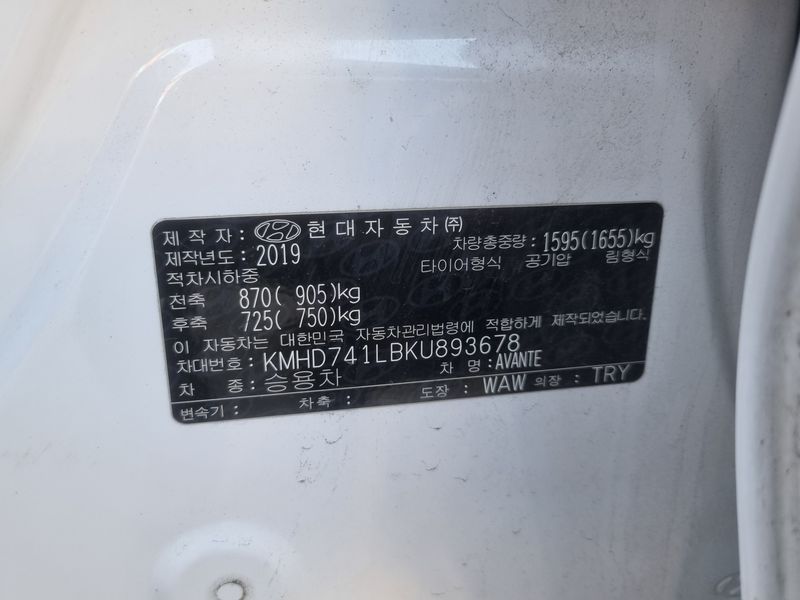 제 작 자 : 현대자동차㈜
제작년도 : 2019 차량총중량 : 1595(1655)kg
적차시하중 타이어형식 공기압 림형식
전축 870( 905)kg
후축 725( 750)kg
이 자동차는 대한민국 자동차관리법령에 적합하게 제작되었습니다.
차대번호 : KMHD741LBKU893678
차 종 : 승용차 차 명 : AVANTE
변속기 : 차축 : 도장 : WAW 의장 : TRY